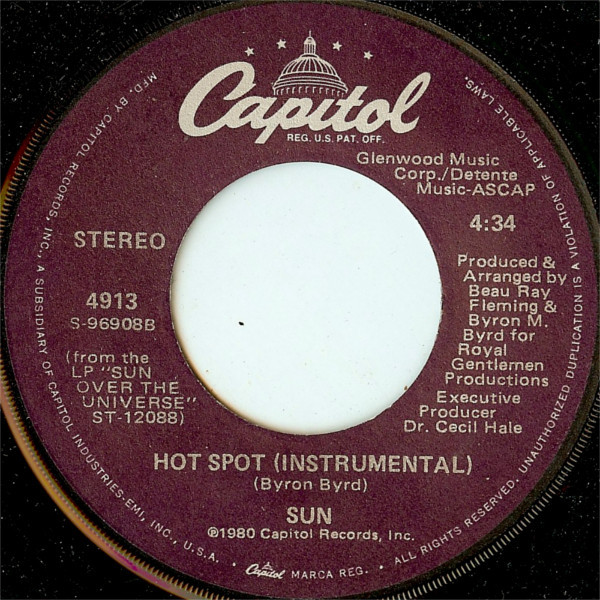 Capitol
REG. U.S. PAT. OFF.
Glenwood Music
Corp./Detente
Music-ASCAP
STEREO
4:34
4913
S-96908B
(from the
LP "SUN
OVER THE
UNIVERSE"
ST-12088)
Produced &
Arranged by
Beau Ray
Fleming &
Byron M.
Byrd for
Royal
Gentlemen
Productions
Executive
Producer
Dr. Cecil Hale
HOT SPOT (INSTRUMENTAL)
(Byron Byrd)
SUN
℗1980 Capitol Records, Inc.
MFD. BY CAPITOL RECORDS, INC., A SUBSIDIARY OF CAPITOL INDUSTRIES-EMI, INC., U.S.A. • Capitol MARCA REG. • ALL RIGHTS RESERVED. UNAUTHORIZED DUPLICATION IS A VIOLATION OF APPLICABLE LAWS.